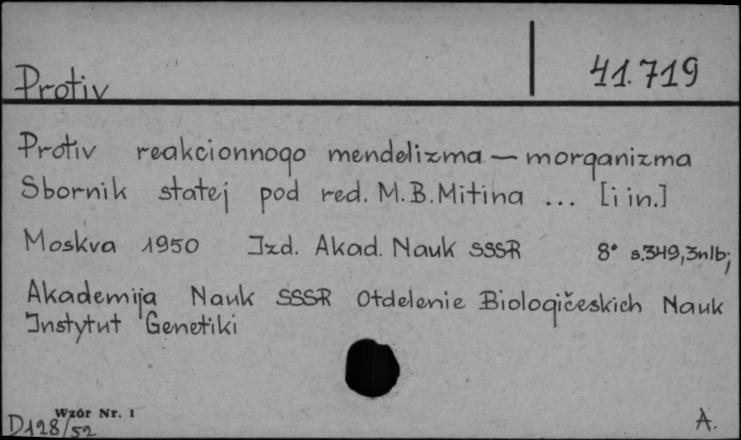 41.719
Protiv
Protiv reakcionnogo mendelizma — morganizma
Sbornik statej pod red. M.B. Mitina ... [i in.]
Moskva 1950 Izd. Akad. Nauk SSSR 8° s.349,3nlb;
Akademija Nauk SSSR Otdelenie Biologičeskich Nauk
Instytut Genetiki
Wzór Nr. 1
D128/52 A.